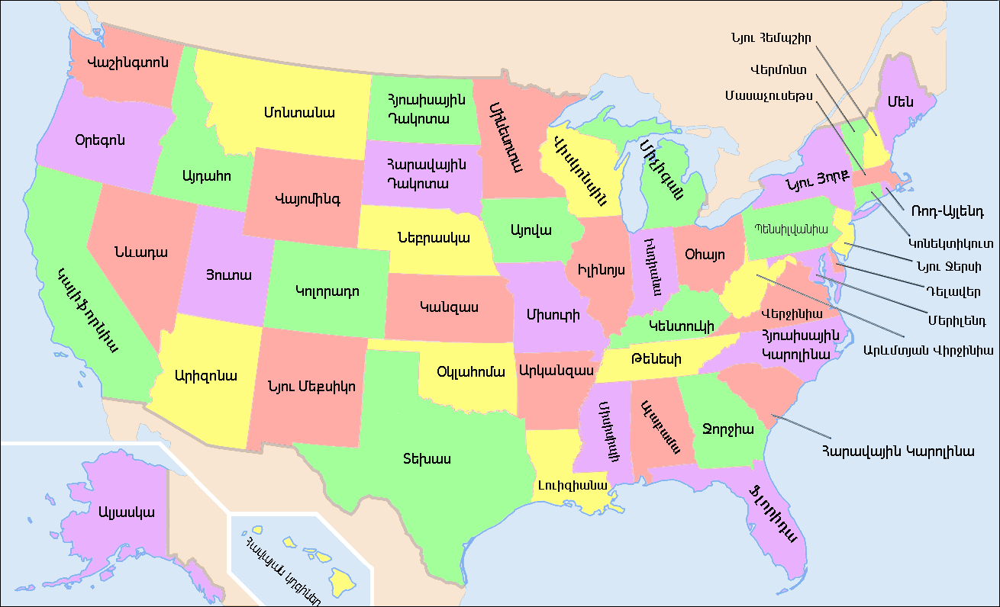 Նյու Հեմպշիր
Վերմոնտ
Մասաչուսեթս
Վաշինգտոն
Մոնտանա
Հյուսիսային
Դակոտա
Մինեսոտա
Մեն
Օրեգոն
Այդահո
Վիսկոնսին
Միչիգան
Հարավային
Դակոտա
Նյու Յորք
Վայոմինգ
Ռոդ-Այլենդ
Պենսիլվանիա
Այովա
Նեբրասկա
Կոնեկտիկուտ
Նևադա
Օհայո
Ինդիանա
Իլինոյս
Նյու Ջերսի
Յուտա
Կոլորադո
Դելավեր
Կալիֆորնիա
Կանզաս
Միսուրի
Վերջինիա
Մերիլենդ
Կենտուկի
Հյուսիսային
Կարոլինա
Արևմտյան Վիրջինիա
Թենեսի
Արիզոնա
Նյու Մեքսիկո
Օկլահոմա
Արկանզաս
Միսիսիպի
Ալաբամա
Ջորջիա
Հարավային Կարոլինա
Տեխաս
Լուիզիանա
Ֆլորիդա
Ալյասկա
Հավայան կղզիներ